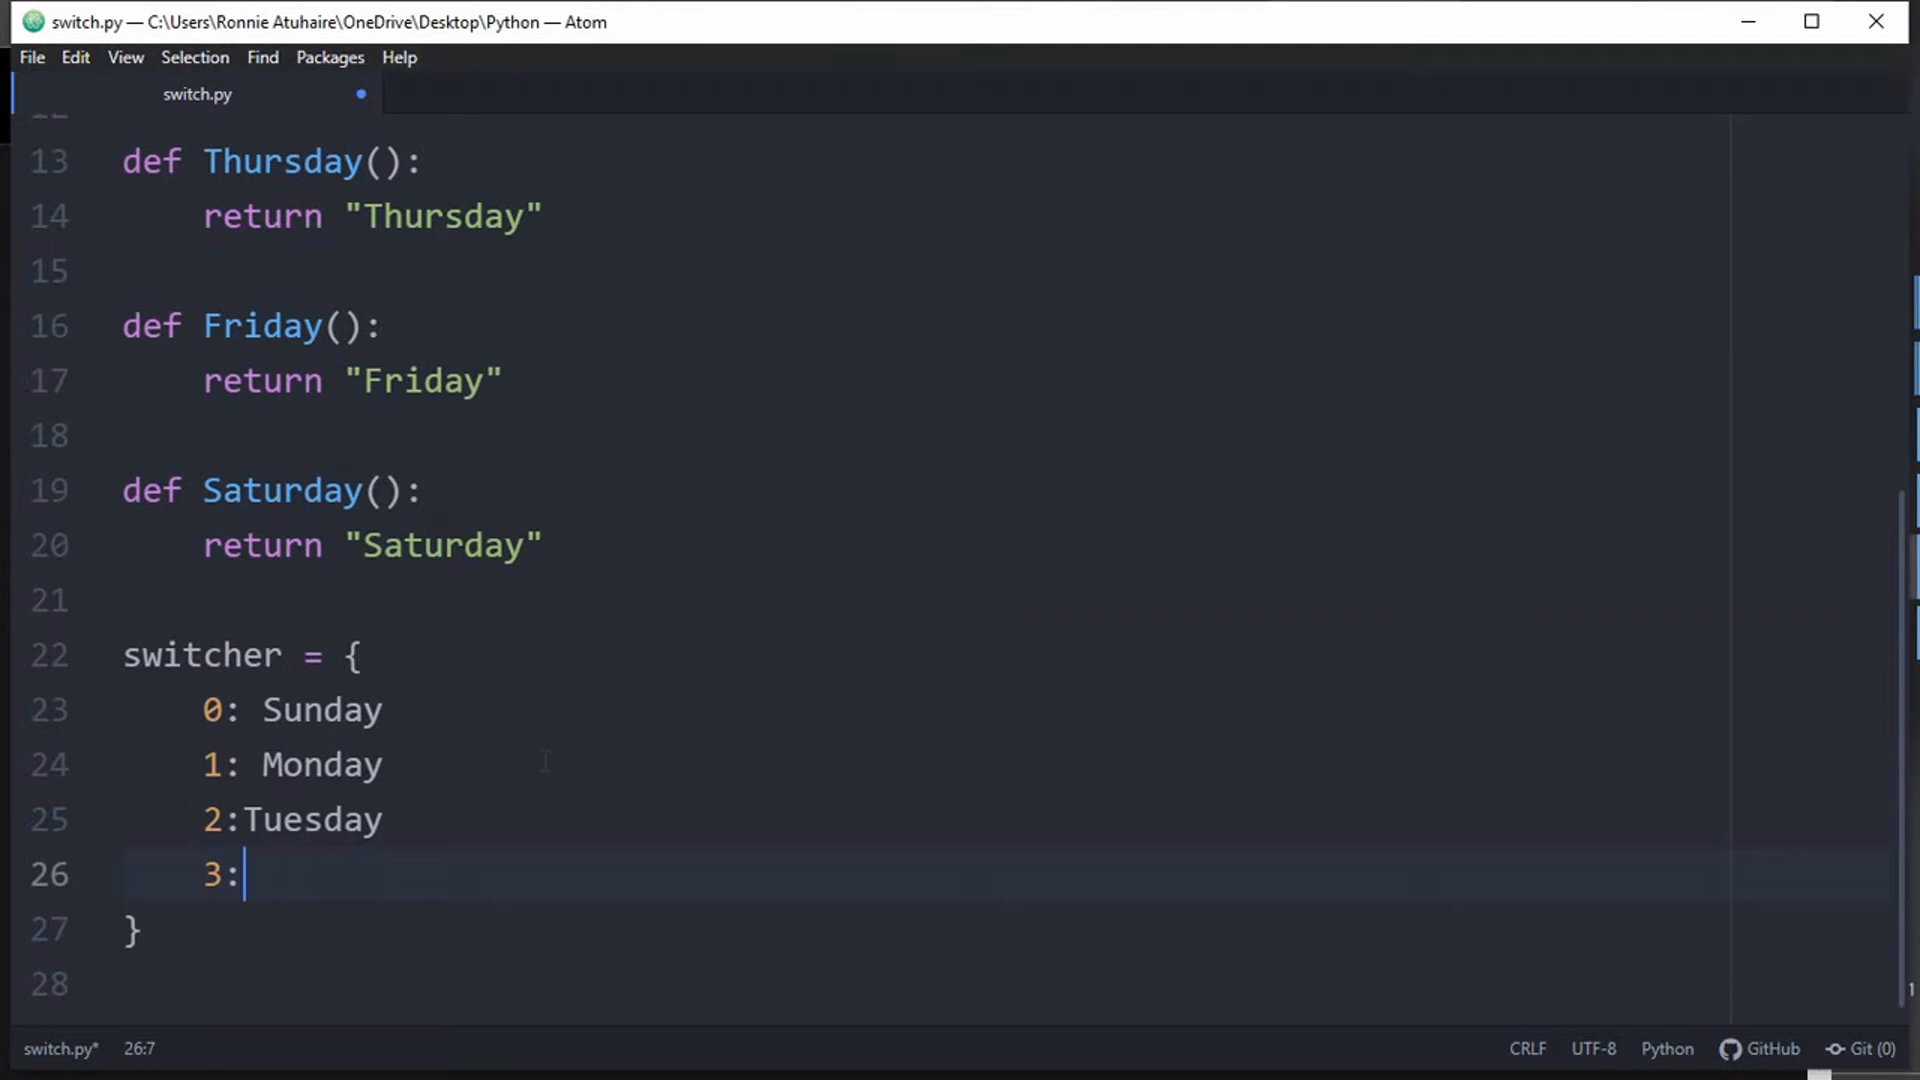 switch.py — C:\Users\Ronnie Atuhaire\OneDrive\Desktop\Python — Atom
File Edit View Selection Find Packages Help
switch.py
13 def Thursday():
14     return "Thursday"
15
16 def Friday():
17     return "Friday"
18
19 def Saturday():
20     return "Saturday"
21
22 switcher = {
23     0: Sunday
24     1: Monday
25     2:Tuesday
26     3:
27 }
28
switch.py* 26:7 CRLF UTF-8 Python GitHub Git (0)